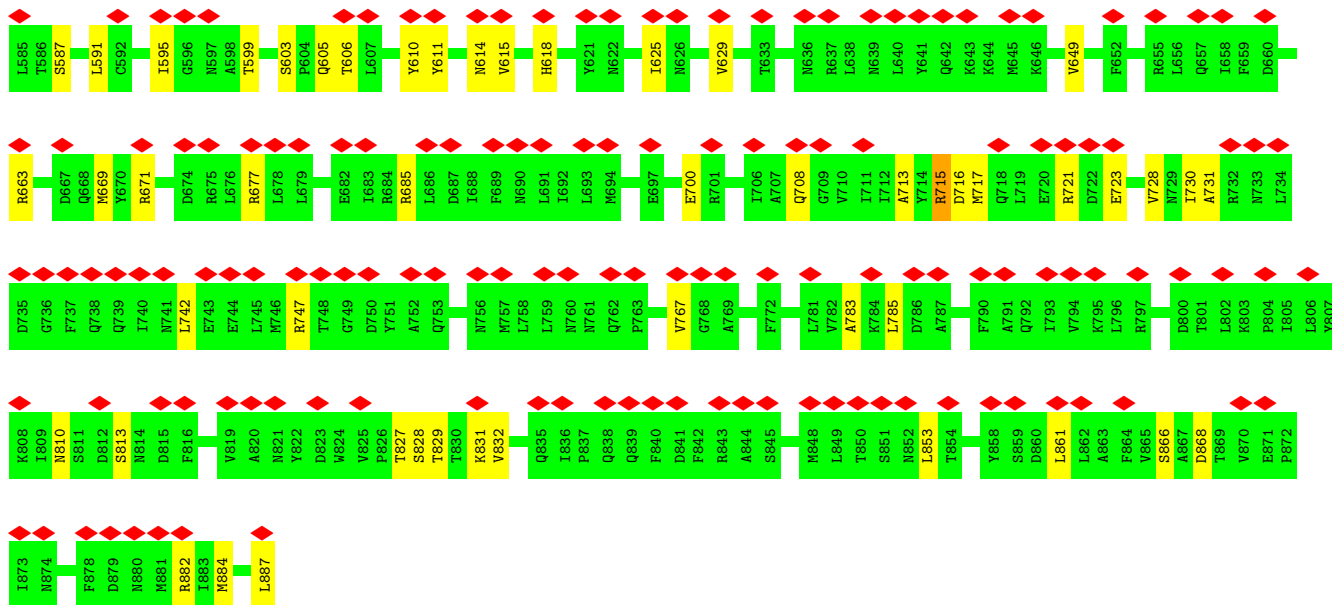 L585 T586 S587 L591 C592 I595 G596 N597 A598 T599 S603 P604 Q605 T606 L607 Y610 Y611 N614 V615 H618 Y621 N622 I625 N626 V629 T633 N636 R637 L638 N639 L640 Y641 Q642 K643 K644 M645 K646 V649 F652 R655 L656 Q657 I658 F659 D660
R663 D667 Q668 M669 Y670 R671 D674 R675 L676 R677 L678 L679 E682 I683 R684 R685 L686 D687 I688 F689 N690 L691 I692 L693 M694 E697 E700 R701 I706 A707 Q708 G709 V710 I711 I712 A713 Y714 R715 D716 M717 Q718 L719 E720 R721 D722 E723 V728 N729 I730 A731 R732 N733 L734
D735 G736 F737 Q738 Q739 I740 N741 L742 E743 E744 L745 M746 R747 T748 G749 D750 Y751 A752 Q753 N756 M757 L758 L759 N760 N761 Q762 P763 V767 G768 A769 F772 L781 V782 A783 K784 L785 D786 A787 F790 A791 Q792 I793 V794 K795 L796 R797 D800 T801 L802 K803 P804 I805 L806 Y807
K808 I809 N810 S811 D812 S813 N814 D815 F816 V819 A820 N821 Y822 D823 W824 V825 P826 T827 S828 T829 T830 K831 V832 Q835 I836 P837 Q838 Q839 F840 D841 F842 R843 A844 S845 M848 L849 T850 S851 N852 L853 T854 Y858 S859 D860 L861 L862 A863 F864 V865 S866 A867 D868 T869 V870 E871 P872
I873 N874 F878 D879 N880 M881 R882 I883 M884 L887